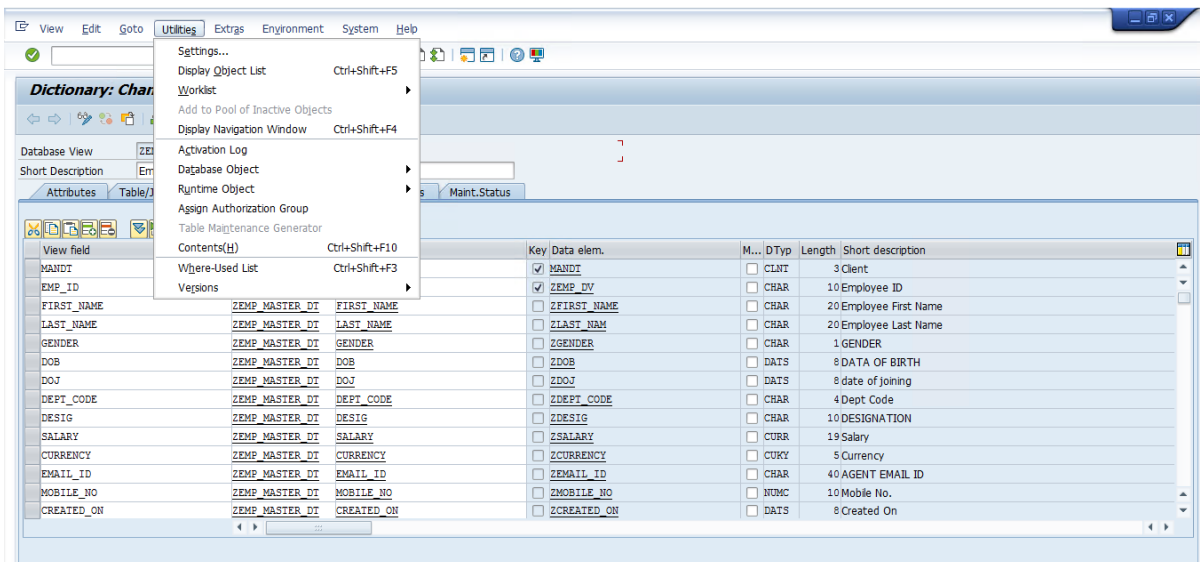 View Edit Goto Utilities Extras Environment System Help
Settings...
Display Object List Ctrl+Shift+F5
Dictionary: Chan
Worklist
Add to Pool of Inactive Objects
Display Navigation Window Ctrl+Shift+F4
Database View ZE
Activation Log
Short Description Em
Database Object
Attributes Table/J
Runtime Object
s Maint.Status
Assign Authorization Group
Table Maintenance Generator
Contents(H) Ctrl+Shift+F10
Where-Used List Ctrl+Shift+F3
Versions
View field Key Data elem. M... DTyp Length Short description
MANDT MANDT CLNT 3 Client
EMP_ID ZEMP_DV CHAR 10 Employee ID
FIRST_NAME ZEMP_MASTER_DT FIRST_NAME ZFIRST_NAME CHAR 20 Employee First Name
LAST_NAME ZEMP_MASTER_DT LAST_NAME ZLAST_NAM CHAR 20 Employee Last Name
GENDER ZEMP_MASTER_DT GENDER ZGENDER CHAR 1 GENDER
DOB ZEMP_MASTER_DT DOB ZDOB DATS 8 DATA OF BIRTH
DOJ ZEMP_MASTER_DT DOJ ZDOJ DATS 8 date of joining
DEPT_CODE ZEMP_MASTER_DT DEPT_CODE ZDEPT_CODE CHAR 4 Dept Code
DESIG ZEMP_MASTER_DT DESIG ZDESIG CHAR 10 DESIGNATION
SALARY ZEMP_MASTER_DT SALARY ZSALARY CURR 19 Salary
CURRENCY ZEMP_MASTER_DT CURRENCY ZCURRENCY CUKY 5 Currency
EMAIL_ID ZEMP_MASTER_DT EMAIL_ID ZEMAIL_ID CHAR 40 AGENT EMAIL ID
MOBILE_NO ZEMP_MASTER_DT MOBILE_NO ZMOBILE_NO NUMC 10 Mobile No.
CREATED_ON ZEMP_MASTER_DT CREATED_ON ZCREATED_ON DATS 8 Created On